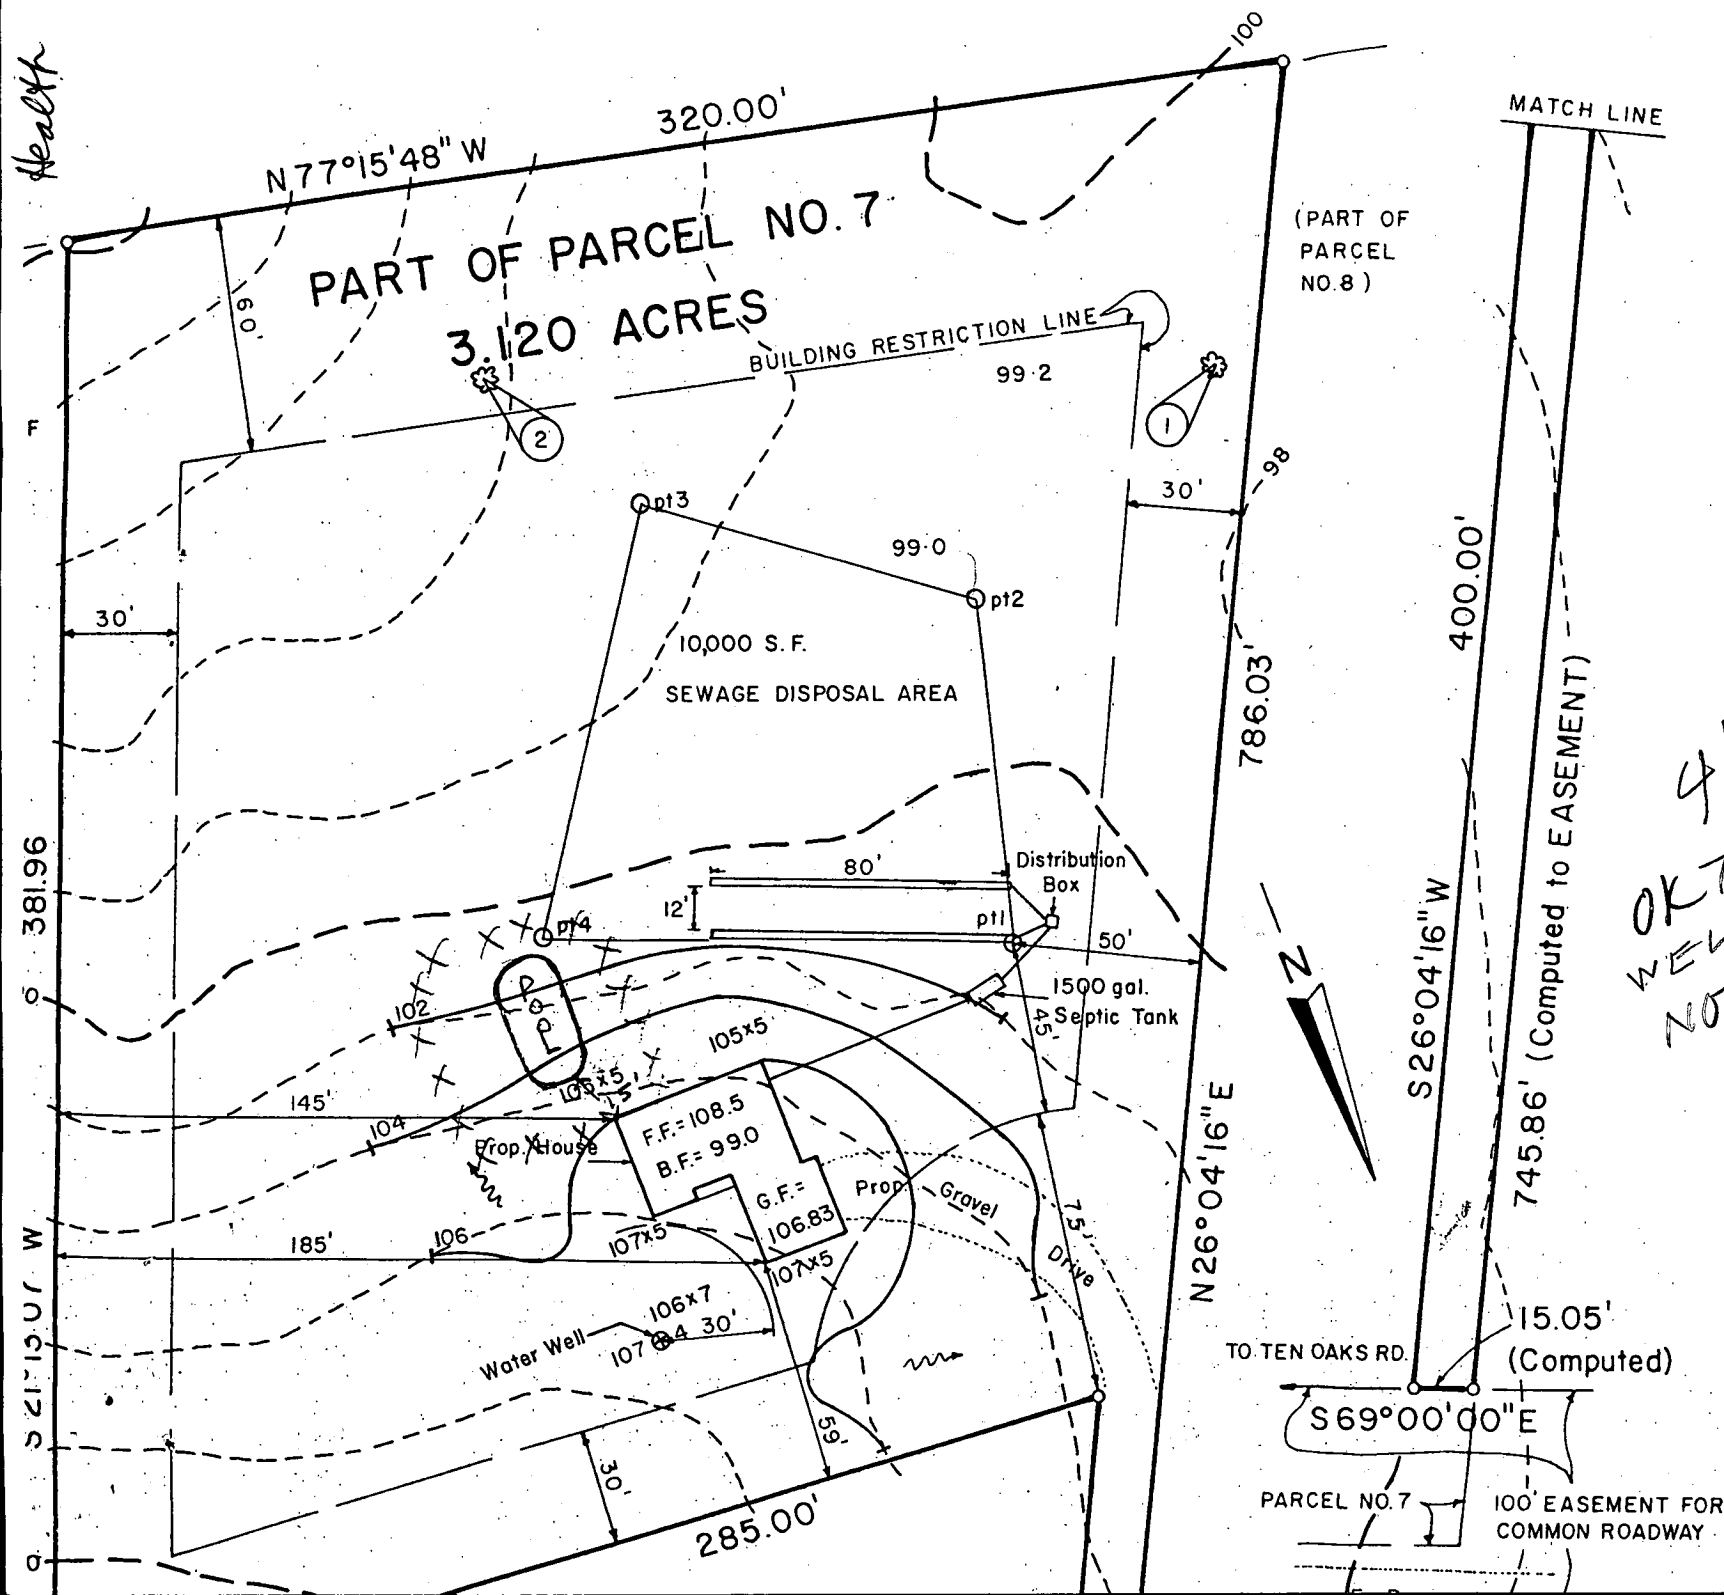 Health
100
MATCH LINE
320.00'
N 77°15'48" W
PART OF PARCEL NO. 7
3.120 ACRES
(PART OF
PARCEL
NO. 8)
60'
BUILDING RESTRICTION LINE
99.2
F
2
1
98
30'
pt3
99.0
pt2
30'
400.00'
10,000 S.F.
SEWAGE DISPOSAL AREA
786.03'
745.86' (Computed to EASEMENT)
4
381.96
80'
Distribution
Box
12'
pt1
pt4
50'
OK
NO
S26°04'16"W
N
102
POOL
1500 gal.
Septic Tank
45'
105x5
105x5
15'
145'
104
F.F.= 108.5
B.F.= 99.0
Prop. House
G.F.=
106.83
Prop. Gravel Drive
75'
N26°04'16"E
185'
106
107x5
107x5
106x7
Water Well
107
4
30'
59'
30'
285.00'
W
TO TEN OAKS RD.
15.05'
(Computed)
S69°00'00"E
PARCEL NO. 7
100' EASEMENT FOR
COMMON ROADWAY